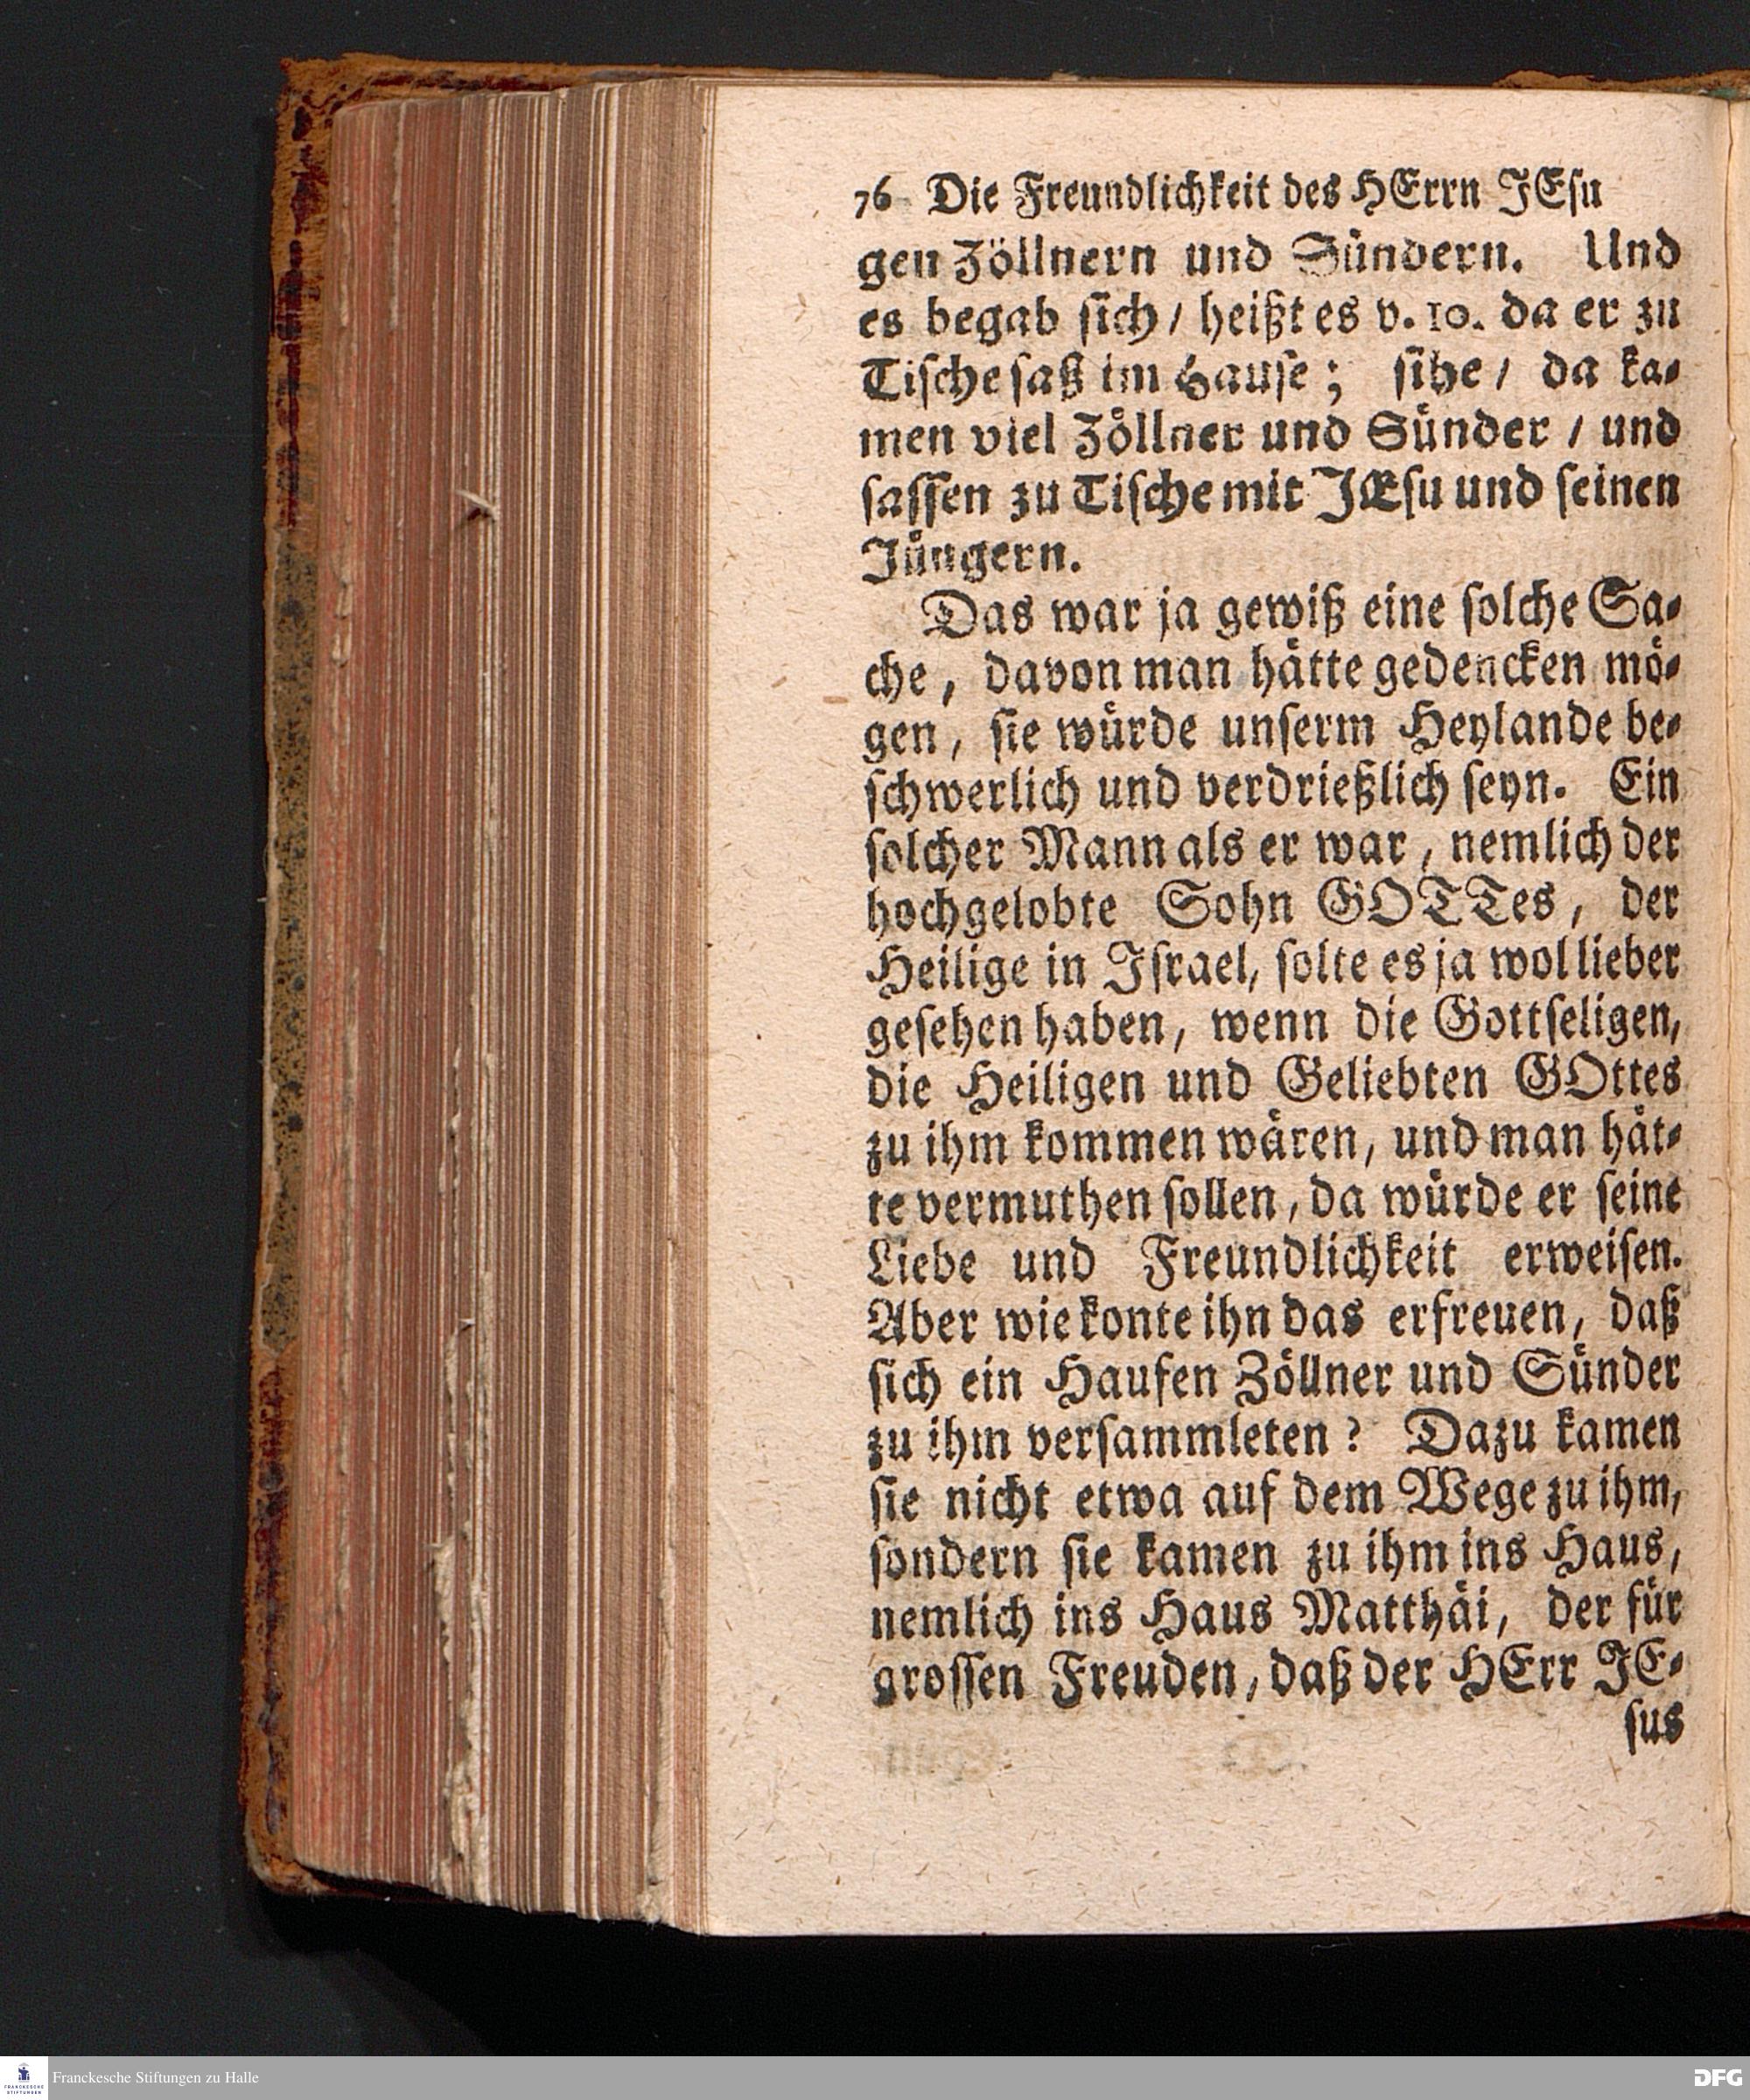 76 Die Freundlichkeit des HErrn JEsu
gen Zöllnern und Sündern. Und
es begab sich / heißt es v. 10. da er zu
Tische saß im Hause; sihe / da ka-
men viel Zöllner und Sünder / und
sassen zu Tische mit JEsu und seinen
Jüngern.
Das war ja gewiß eine solche Sa-
che, davon man hätte gedencken mö-
gen, sie würde unserm Heylande be-
schwerlich und verdrießlich seyn. Ein
solcher Mann als er war, nemlich der
hochgelobte Sohn GOTTes, der
Heilige in Israel, solte es ja wol lieber
gesehen haben, wenn die Gottseligen,
die Heiligen und Geliebten GOttes
zu ihm kommen wären, und man hät-
te vermuthen sollen, da würde er seine
Liebe und Freundlichkeit erweisen.
Aber wie konte ihn das erfreuen, daß
sich ein Haufen Zöllner und Sünder
zu ihm versammleten? Dazu kamen
sie nicht etwa auf dem Wege zu ihm,
sondern sie kamen zu ihm ins Haus,
nemlich ins Haus Matthäi, der für
grossen Freuden, daß der HErr JE-
sus
FRANCKESCHE
STIFTUNGEN
Franckesche Stiftungen zu Halle
DFG